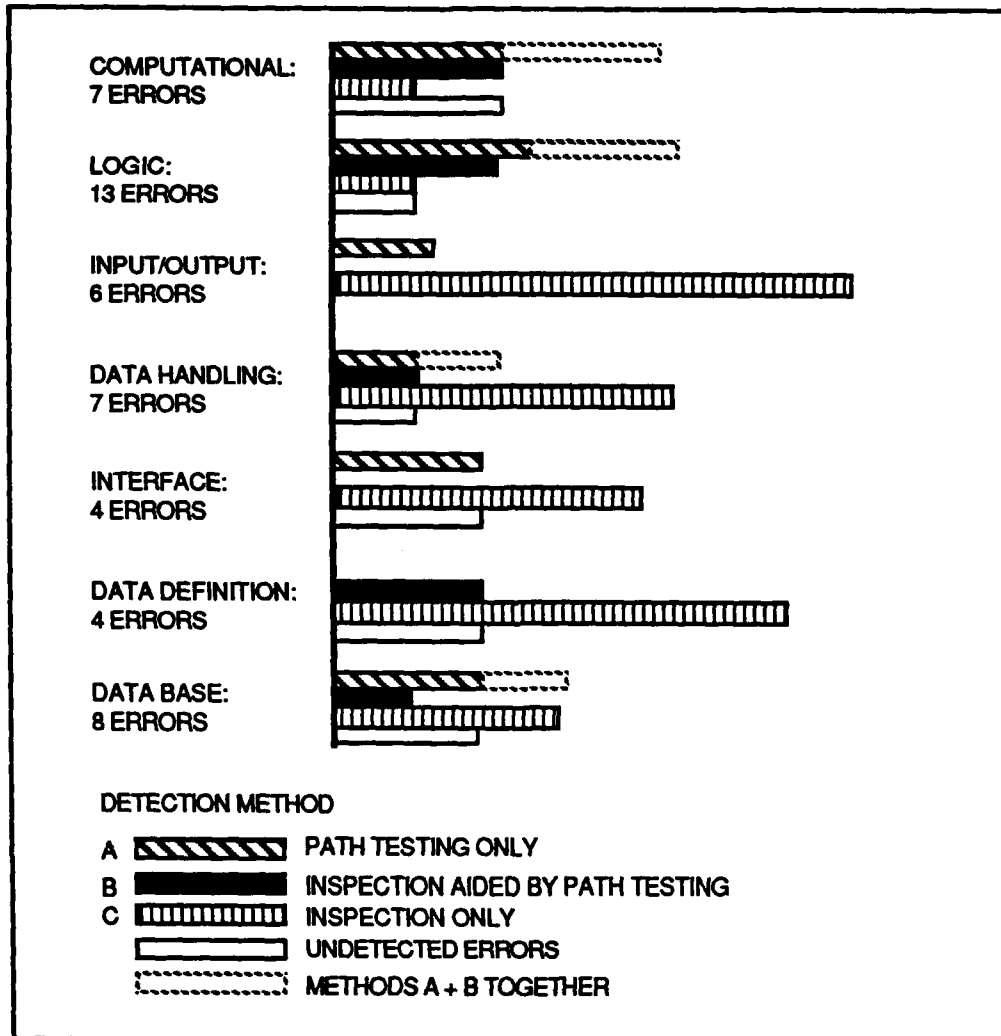 COMPUTATIONAL:
7 ERRORS
LOGIC:
13 ERRORS
INPUT/OUTPUT:
6 ERRORS
DATA HANDLING:
7 ERRORS
INTERFACE:
4 ERRORS
DATA DEFINITION:
4 ERRORS
DATA BASE:
8 ERRORS
DETECTION METHOD
A PATH TESTING ONLY
B INSPECTION AIDED BY PATH TESTING
C INSPECTION ONLY
UNDETECTED ERRORS
METHODS A + B TOGETHER